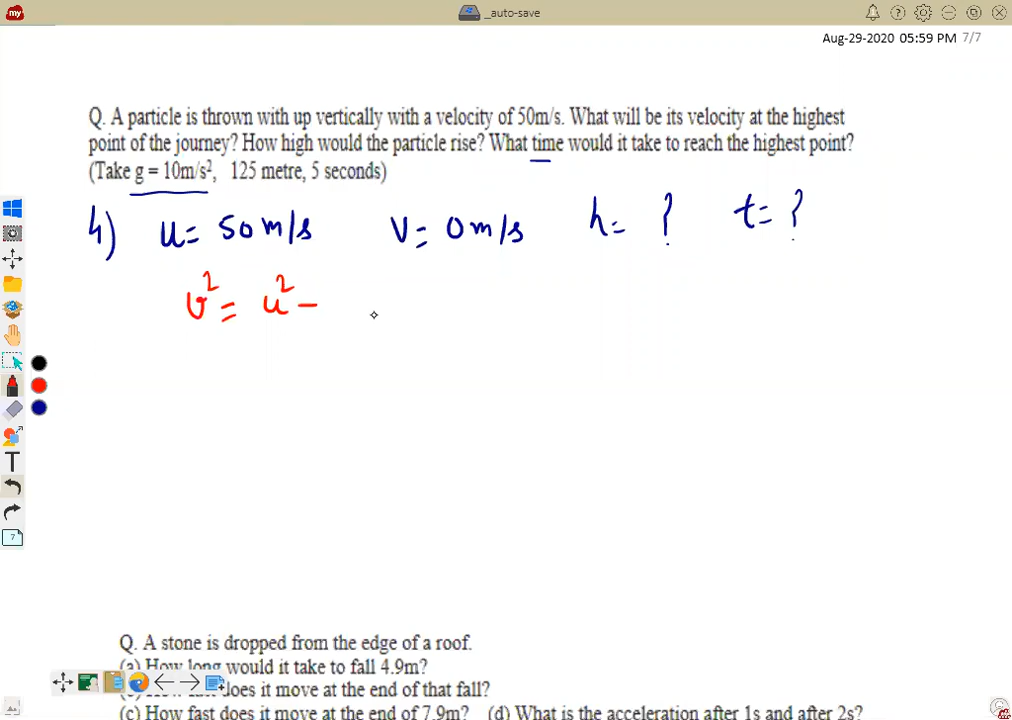 my
_auto-save
Aug-29-2020 05:59 PM 7/7
Q. A particle is thrown with up vertically with a velocity of 50m/s. What will be its velocity at the highest
point of the journey? How high would the particle rise? What time would it take to reach the highest point?
(Take g = 10m/s², 125 metre, 5 seconds)
4) u= 50 m/s v= 0 m/s h= ? t= ?
v² = u² −
T
7
Q. A stone is dropped from the edge of a roof.
(a) How long would it take to fall 4.9m?
does it move at the end of that fall?
(c) How fast does it move at the end of 7.9m? (d) What is the acceleration after 1s and after 2s?